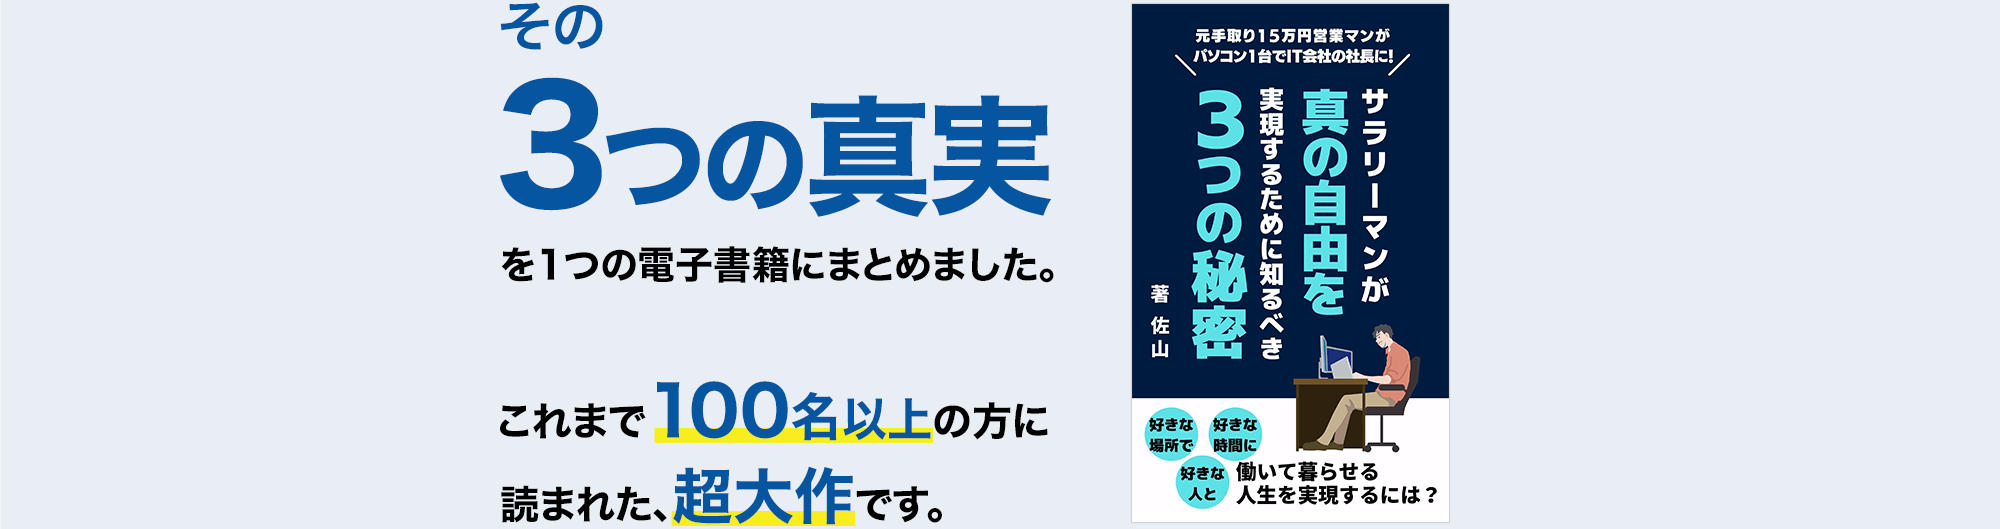 その
3つの真実
を1つの電子書籍にまとめました。
これまで100名以上の方に
読まれた、超大作です。
元手取り15万円営業マンが
パソコン1台でIT会社の社長に!
サラリーマンが
真の自由を
実現するために知るべき
3つの秘密
著 佐山
好きな
場所で
好きな
時間に
好きな
人と
働いて暮らせる
人生を実現するには？